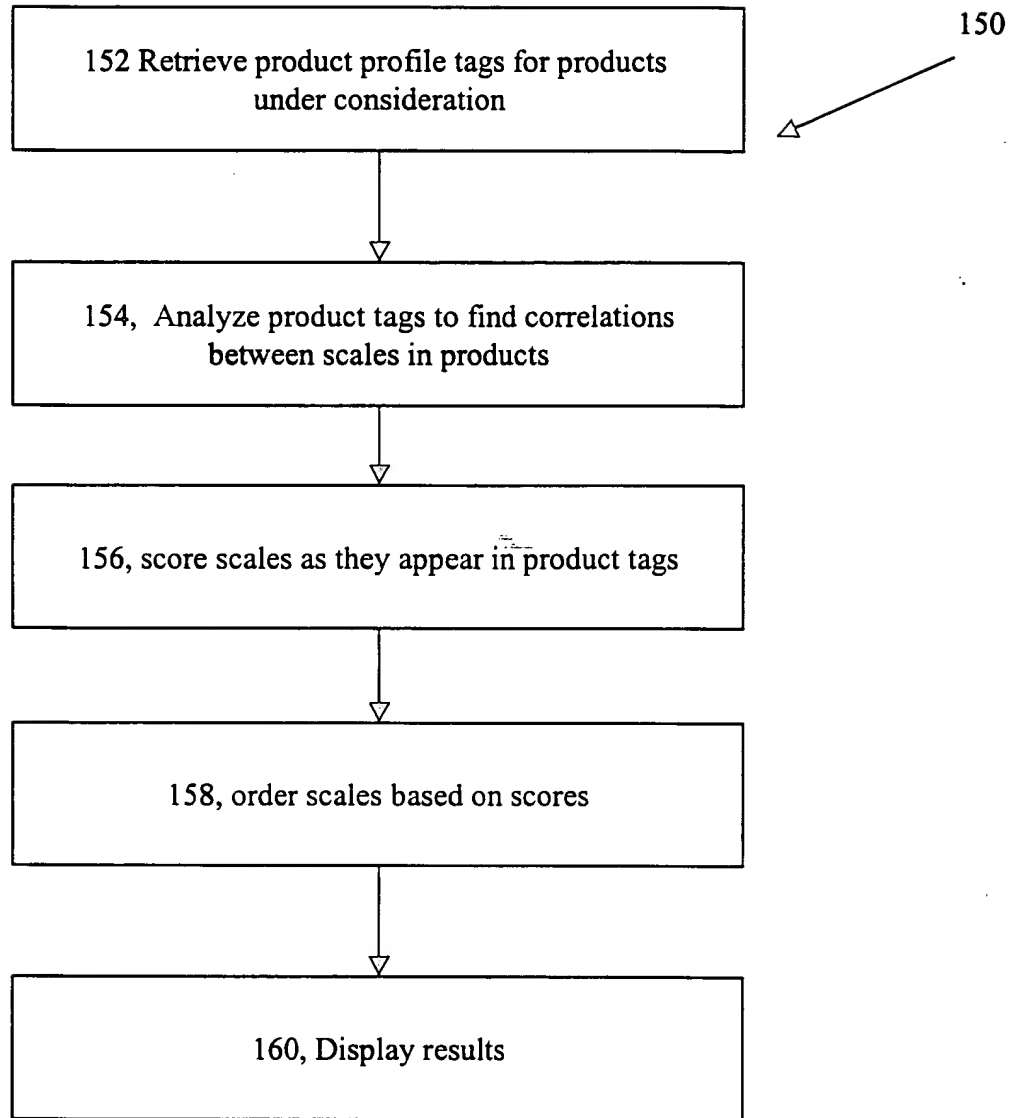 150
152 Retrieve product profile tags for products
under consideration
154, Analyze product tags to find correlations
between scales in products
156, score scales as they appear in product tags
158, order scales based on scores
160, Display results